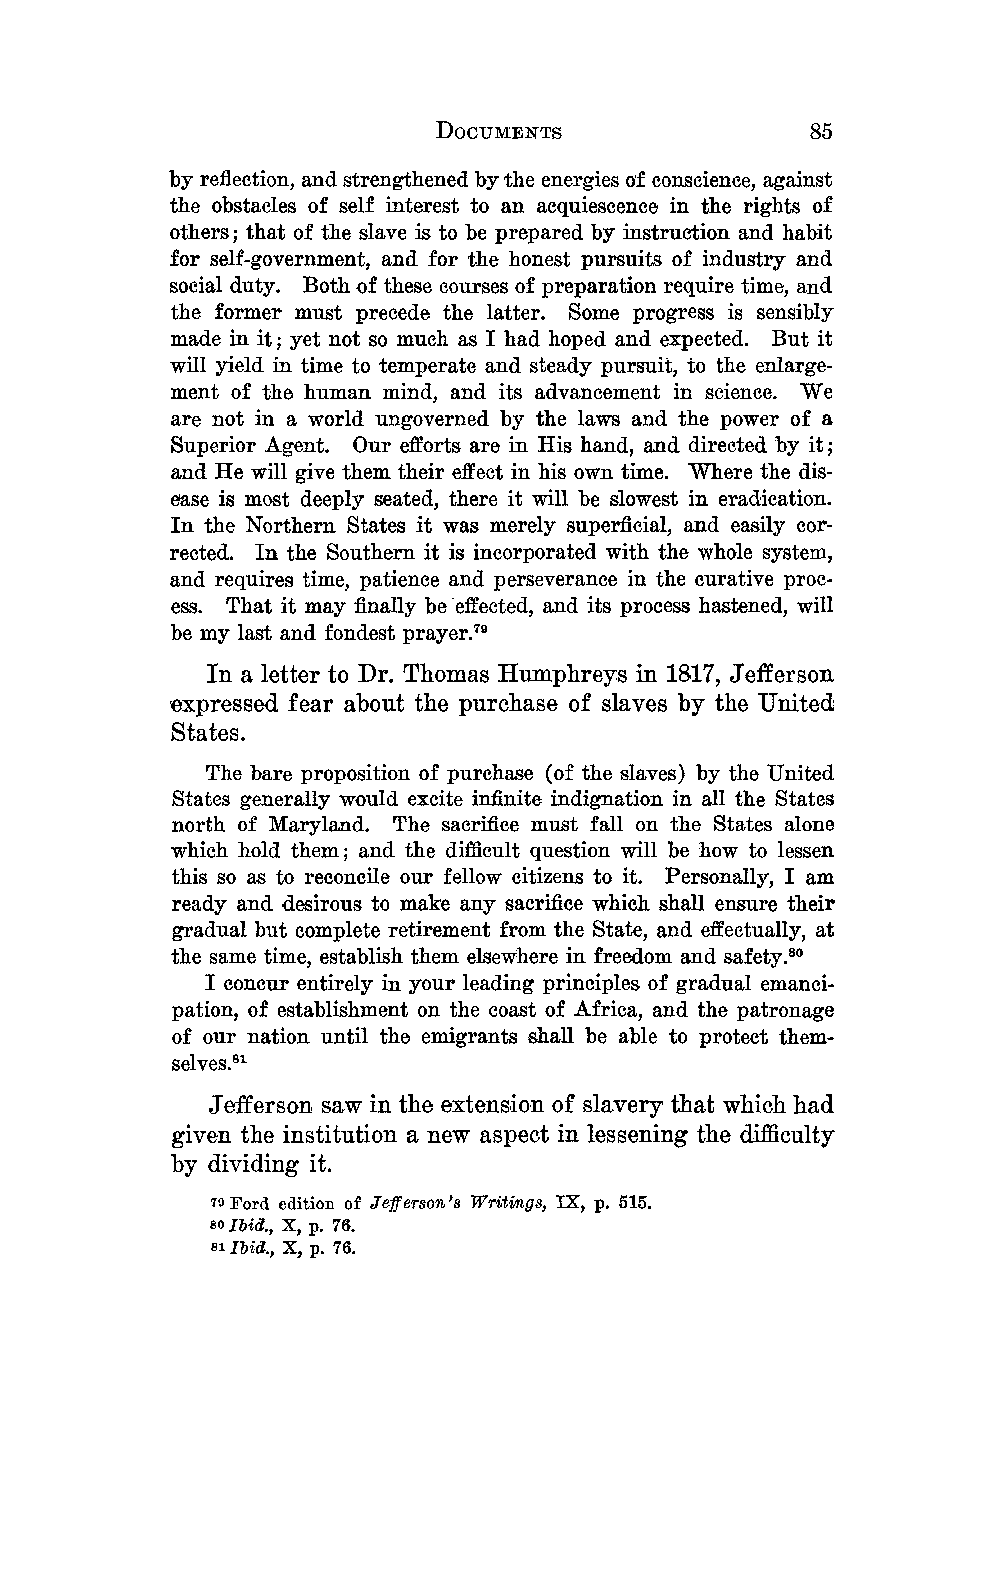 DOCUMENTS 85
by reflection, and strengthened by the energies of conscience, against
the obstacles of self interest to an acquiescence in the rights of
others; that of the slave is to be prepared by instruction and habit
for self-government, and for the honest pursuits of industry and
social duty. Both of these courses of preparation require time, and
the former must precede the latter. Some progress is sensibly
made in it; yet not so much as I had hoped and expected. But it
will yield in time to temperate and steady pursuit, to the enlarge-
ment of the human mind, and its advancement in science. We
are not in a world ungoverned by the laws and the power of a
Superior Agent. Our efforts are in His hand, and directed by it;
and He will give them their effect in his own time. Where the dis-
ease is most deeply seated, there it will be slowest in eradication.
In the Northern States it was merely superficial, and easily cor-
rected. In the Southern it is incorporated with the whole system,
and requires time, patience and perseverance in the curative proc-
ess. That it may finally be effected, and its process hastened, will
be my last and fondest prayer.⁷⁹
In a letter to Dr. Thomas Humphreys in 1817, Jefferson
expressed fear about the purchase of slaves by the United
States.
The bare proposition of purchase (of the slaves) by the United
States generally would excite infinite indignation in all the States
north of Maryland. The sacrifice must fall on the States alone
which hold them; and the difficult question will be how to lessen
this so as to reconcile our fellow citizens to it. Personally, I am
ready and desirous to make any sacrifice which shall ensure their
gradual but complete retirement from the State, and effectually, at
the same time, establish them elsewhere in freedom and safety.⁸⁰
I concur entirely in your leading principles of gradual emanci-
pation, of establishment on the coast of Africa, and the patronage
of our nation until the emigrants shall be able to protect them-
selves.⁸¹
Jefferson saw in the extension of slavery that which had
given the institution a new aspect in lessening the difficulty
by dividing it.
⁷⁹ Ford edition of Jefferson's Writings, IX, p. 515.
⁸⁰ Ibid., X, p. 76.
⁸¹ Ibid., X, p. 76.